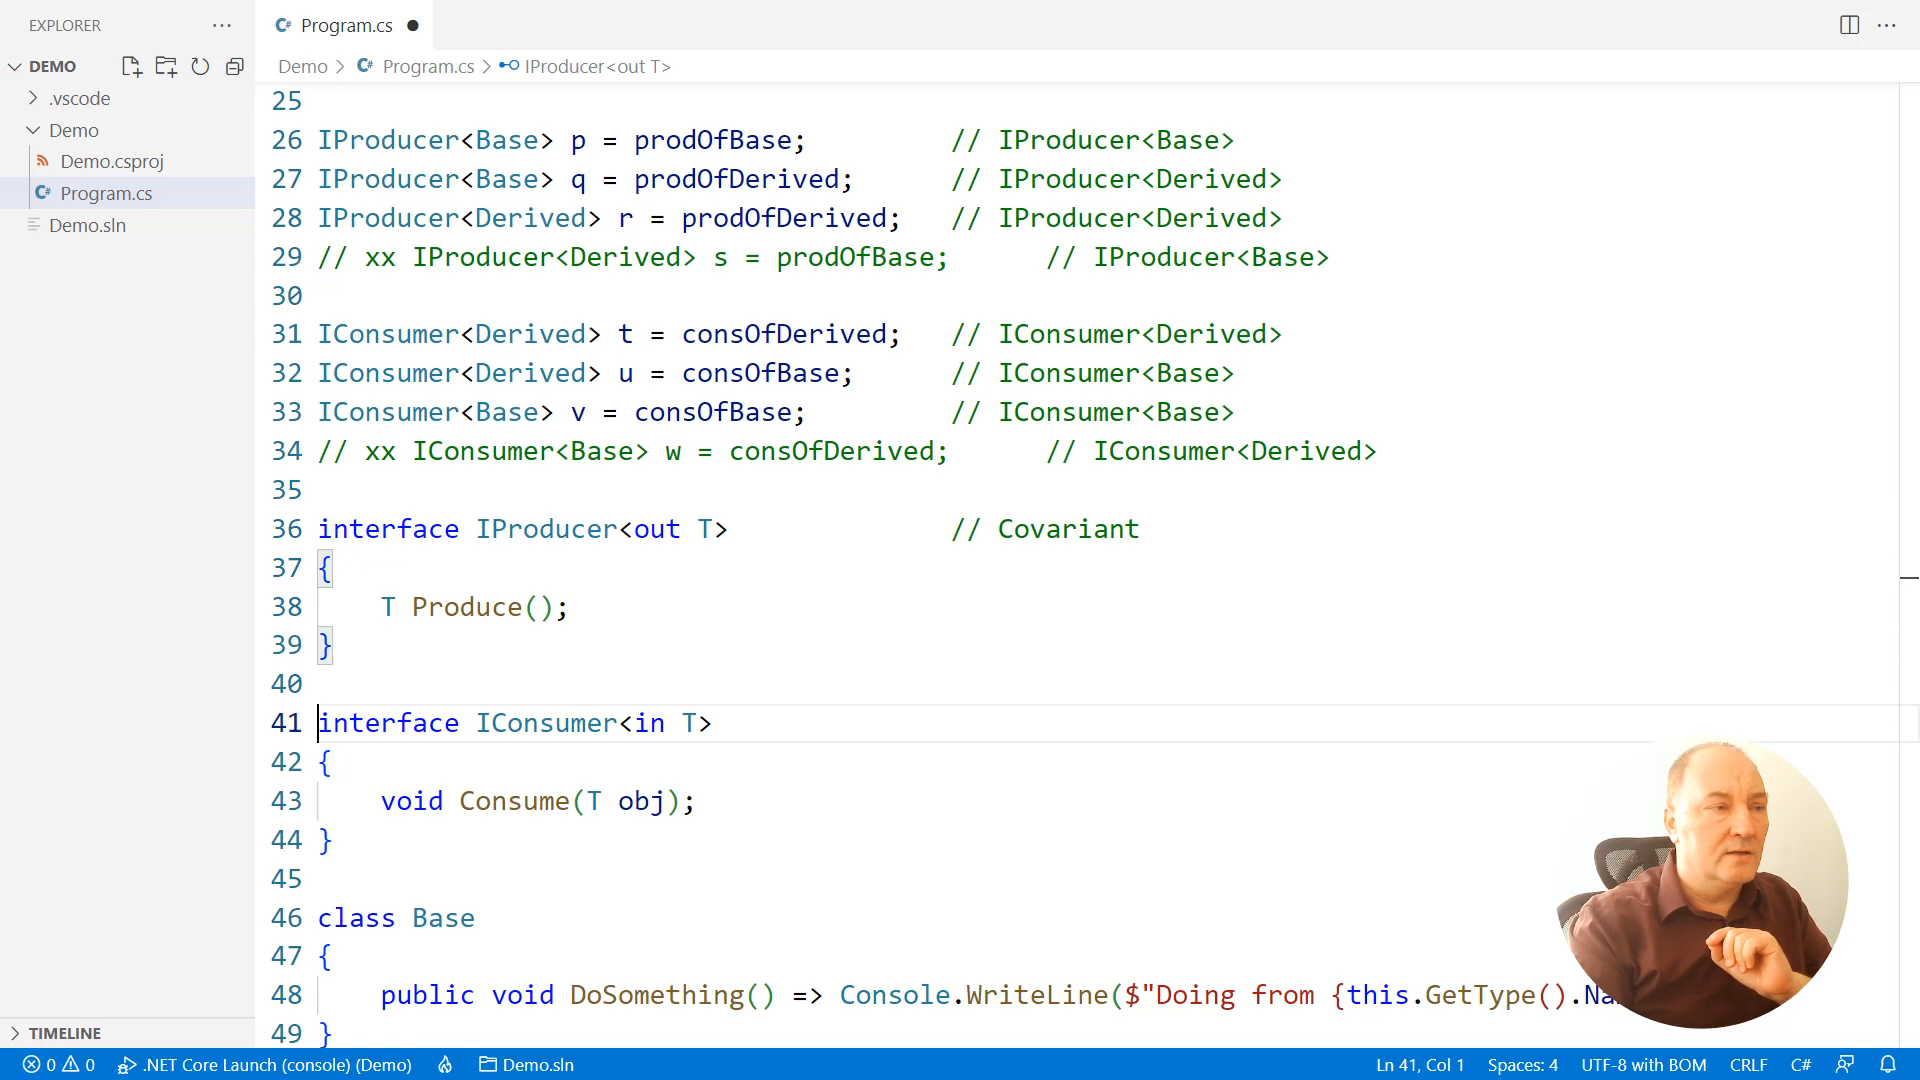 EXPLORER
Program.cs
DEMO
Demo > Program.cs > IProducer<out T>
.vscode
Demo
Demo.csproj
Program.cs
Demo.sln
25
26 IProducer<Base> p = prodOfBase; // IProducer<Base>
27 IProducer<Base> q = prodOfDerived; // IProducer<Derived>
28 IProducer<Derived> r = prodOfDerived; // IProducer<Derived>
29 // xx IProducer<Derived> s = prodOfBase; // IProducer<Base>
30
31 IConsumer<Derived> t = consOfDerived; // IConsumer<Derived>
32 IConsumer<Derived> u = consOfBase; // IConsumer<Base>
33 IConsumer<Base> v = consOfBase; // IConsumer<Base>
34 // xx IConsumer<Base> w = consOfDerived; // IConsumer<Derived>
35
36 interface IProducer<out T> // Covariant
37 {
38 T Produce();
39 }
40
41 interface IConsumer<in T>
42 {
43 void Consume(T obj);
44 }
45
46 class Base
47 {
48 public void DoSomething() => Console.WriteLine($"Doing from {this.GetType().Na
49 }
TIMELINE
0 0 .NET Core Launch (console) (Demo) Demo.sln Ln 41, Col 1 Spaces: 4 UTF-8 with BOM CRLF C#